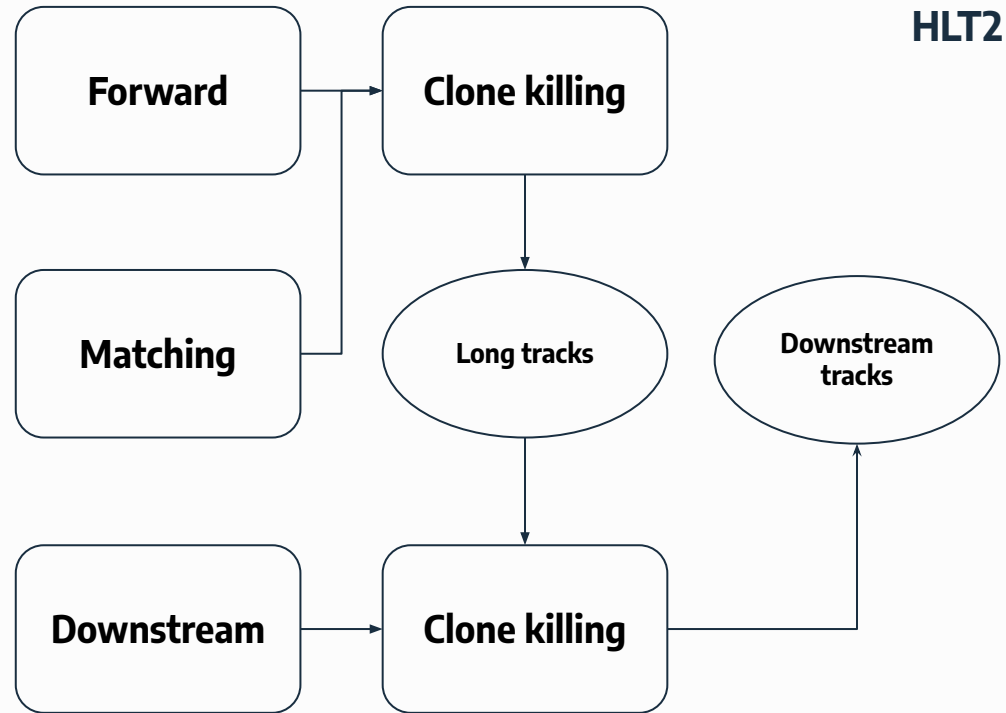 HLT2
Forward
Clone killing
Matching
Long tracks
Downstream
tracks
Downstream
Clone killing